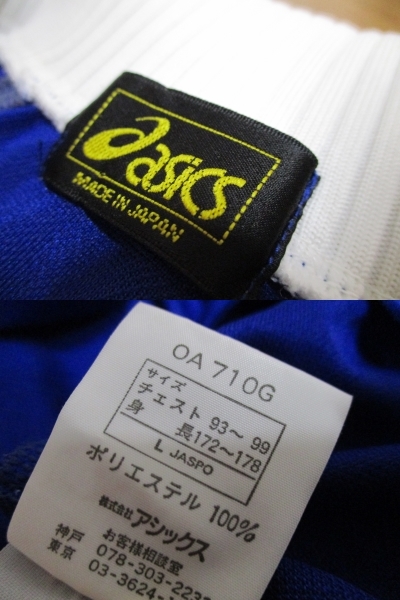 asics
MADE IN JAPAN
OA 710G
サイズ
チェスト 93～ 99
身 長172～178
L JASPO
ポリエステル 100%
株式会社アシックス
お客様相談室
神戸 078-303-223
東京 03-3624-